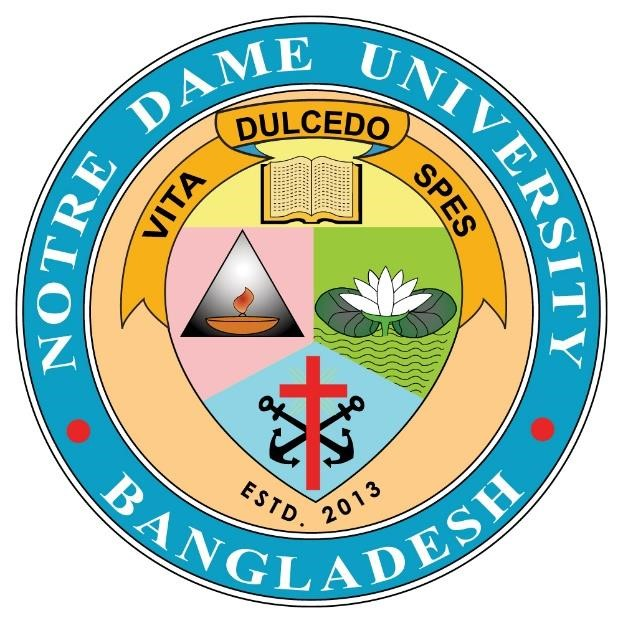 NOTRE DAME UNIVERSITY
BANGLADESH
VITA DULCEDO SPES
ESTD. 2013